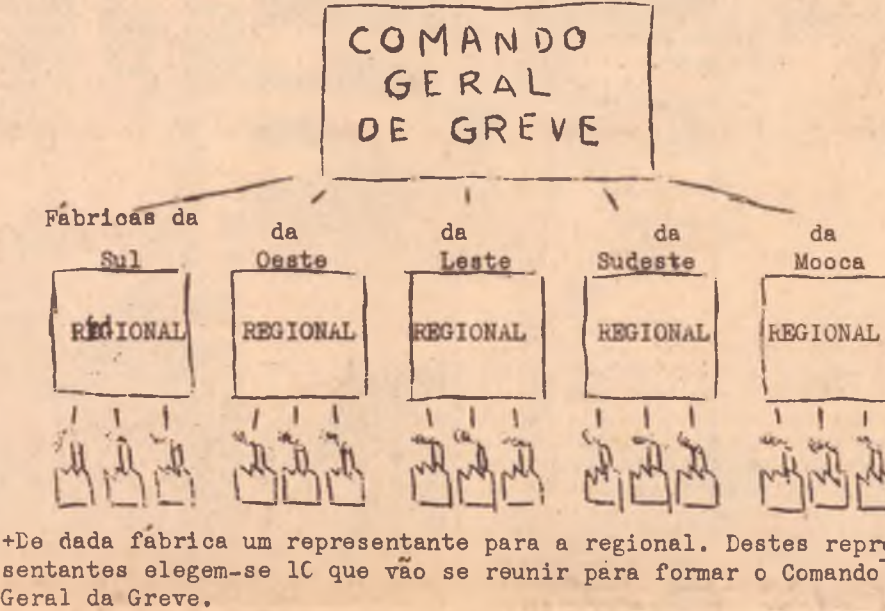 COMANDO
GERAL
DE GREVE
Fábricas da
Sul
da
Oeste
da
Leste
da
Sudeste
da
Mooca
REGIONAL
REGIONAL
REGIONAL
REGIONAL
REGIONAL
+De dada fábrica um representante para a regional. Destes repre-
sentantes elegem-se 1C que vão se reunir para formar o Comando
Geral da Greve.